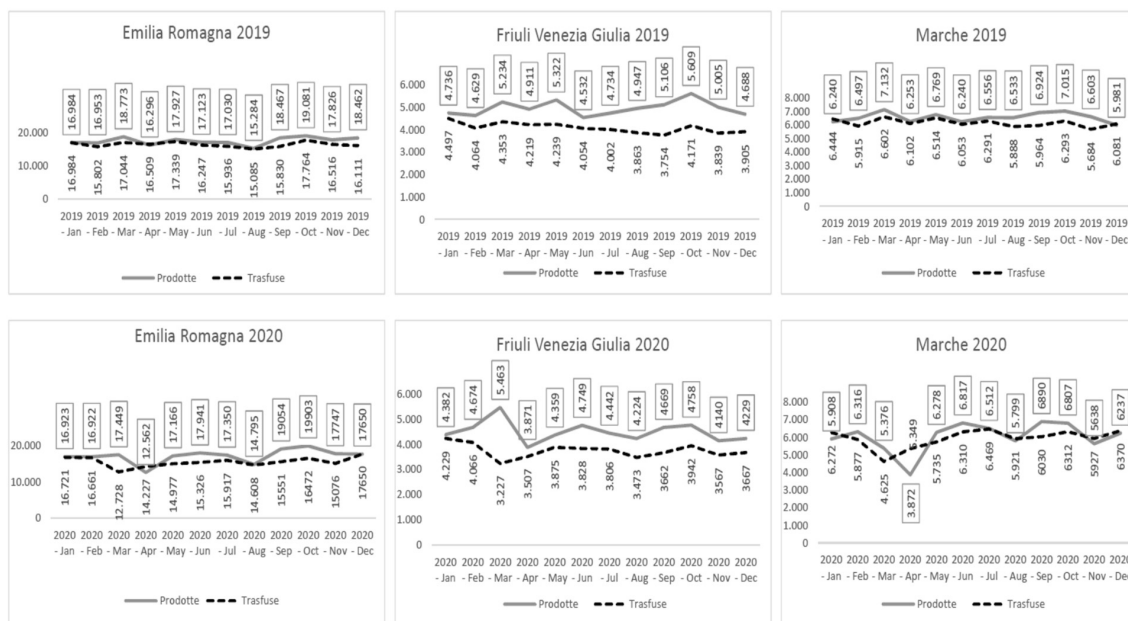 Emilia Romagna 2019
16.984 16.953 18.773 16.296 17.927 17.123 17.030 15.284 18.467 19.081 17.826 18.462
20.000
10.000
0
16.984 15.802 17.044 16.509 17.339 16.247 15.936 15.085 15.830 17.764 16.516 16.111
2019 2019 2019 2019 2019 2019 2019 2019 2019 2019 2019 2019
- Jan - Feb - Mar - Apr - May - Jun - Jul - Aug - Sep - Oct - Nov - Dec
Prodotte Trasfuse
Friuli Venezia Giulia 2019
4.736 4.629 5.234 4.911 5.322 4.532 4.734 4.947 5.106 5.609 5.005 4.688
6.000
5.000
4.000
3.000
2.000
1.000
0
4.497 4.064 4.353 4.219 4.239 4.054 4.002 3.863 3.754 4.171 3.839 3.905
2019 2019 2019 2019 2019 2019 2019 2019 2019 2019 2019 2019
- Jan - Feb - Mar - Apr - May - Jun - Jul - Aug - Sep - Oct - Nov - Dec
Prodotte Trasfuse
Marche 2019
6.240 6.497 7.132 6.253 6.769 6.240 6.556 6.533 6.924 7.015 6.603 5.981
8.000
7.000
6.000
5.000
4.000
3.000
2.000
1.000
0
6.444 5.915 6.602 6.102 6.514 6.053 6.291 5.888 5.964 6.293 5.684 6.081
2019 2019 2019 2019 2019 2019 2019 2019 2019 2019 2019 2019
- Jan - Feb - Mar - Apr - May - Jun - Jul - Aug - Sep - Oct - Nov - Dec
Prodotte Trasfuse
Emilia Romagna 2020
16.923 16.922 17.449 12.562 17.166 17.941 17.350 14.795 19054 19903 17747 17650
20.000
10.000
0
16.721 16.661 12.728 14.227 14.977 15.326 15.917 14.608 15551 16472 15076 17650
2020 2020 2020 2020 2020 2020 2020 2020 2020 2020 2020 2020
- Jan - Feb - Mar - Apr - May - Jun - Jul - Aug - Sep - Oct - Nov - Dec
Prodotte Trasfuse
Friuli Venezia Giulia 2020
4.382 4.674 5.463 3.871 4.359 4.749 4.442 4.224 4669 4758 4140 4229
6.000
5.000
4.000
3.000
2.000
1.000
0
4.229 4.066 3.227 3.507 3.875 3.828 3.806 3.473 3662 3942 3567 3667
2020 2020 2020 2020 2020 2020 2020 2020 2020 2020 2020 2020
- Jan - Feb - Mar - Apr - May - Jun - Jul - Aug - Sep - Oct - Nov - Dec
Prodotte Trasfuse
Marche 2020
5.908 6.316 5.376 5.349 6.278 6.817 6.512 5.799 6890 6807 5638 6237
8.000
7.000
6.000
5.000
4.000
3.000
2.000
1.000
0
6.272 5.877 4.625 3.872 5.735 6.310 6.469 5.921 6030 6312 5927 6370
2020 2020 2020 2020 2020 2020 2020 2020 2020 2020 2020 2020
- Jan - Feb - Mar - Apr - May - Jun - Jul - Aug - Sep - Oct - Nov - Dec
Prodotte Trasfuse